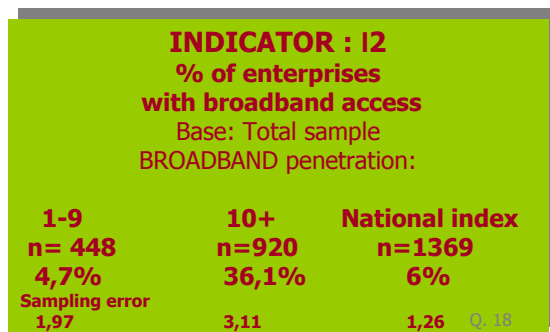 INDICATOR : I2
% of enterprises
with broadband access
Base: Total sample
BROADBAND penetration:
1-9 10+ National index
n= 448 n=920 n=1369
4,7% 36,1% 6%
Sampling error
1,97 3,11 1,26 Q. 18